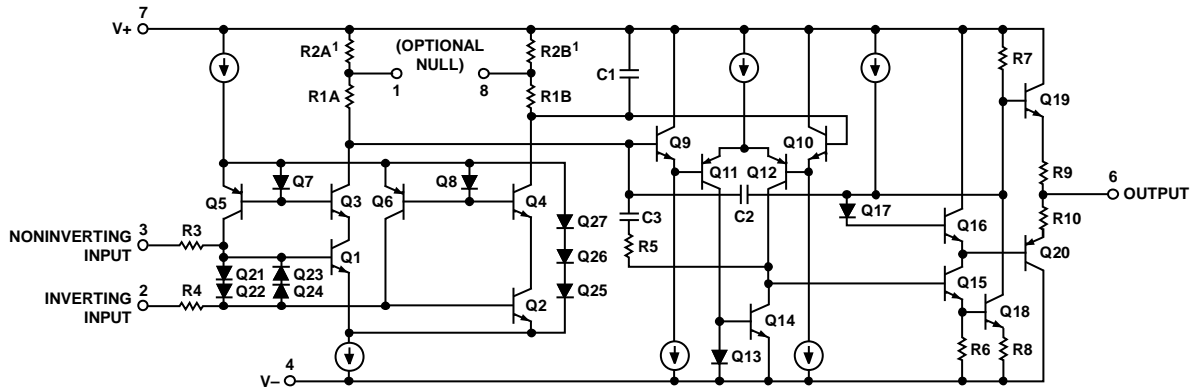 7
V+
R2A1
(OPTIONAL
NULL)
R2B1
1
8
R1A
R1B
C1
R7
Q19
Q9
Q10
Q11
Q12
Q5
Q7
Q3
Q6
Q8
Q4
Q27
Q26
Q25
C3
R5
C2
Q17
Q16
R9
R10
6
OUTPUT
Q20
NONINVERTING
INPUT
3
R3
Q21
Q22
Q23
Q24
Q1
INVERTING
INPUT
2
R4
Q2
Q14
Q15
Q18
Q13
R6
R8
V–
4